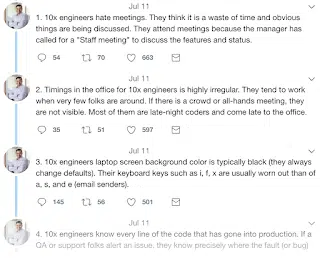 Jul 11
1. 10x engineers hate meetings. They think it is a waste of time and obvious
things are being discussed. They attend meetings because the manager has
called for a "Staff meeting" to discuss the features and status.
54 70 663
Jul 11
2. Timings in the office for 10x engineers is highly irregular. They tend to work
when very few folks are around. If there is a crowd or all-hands meeting, they
are not visible. Most of them are late-night coders and come late to the office.
35 51 597
Jul 11
3. 10x engineers laptop screen background color is typically black (they always
change defaults). Their keyboard keys such as i, f, x are usually worn out than of
a, s, and e (email senders).
145 56 501
Jul 11
4. 10x engineers know every line of the code that has gone into production. If a
QA or support folks alert an issue, they know precisely where the fault (or bug)